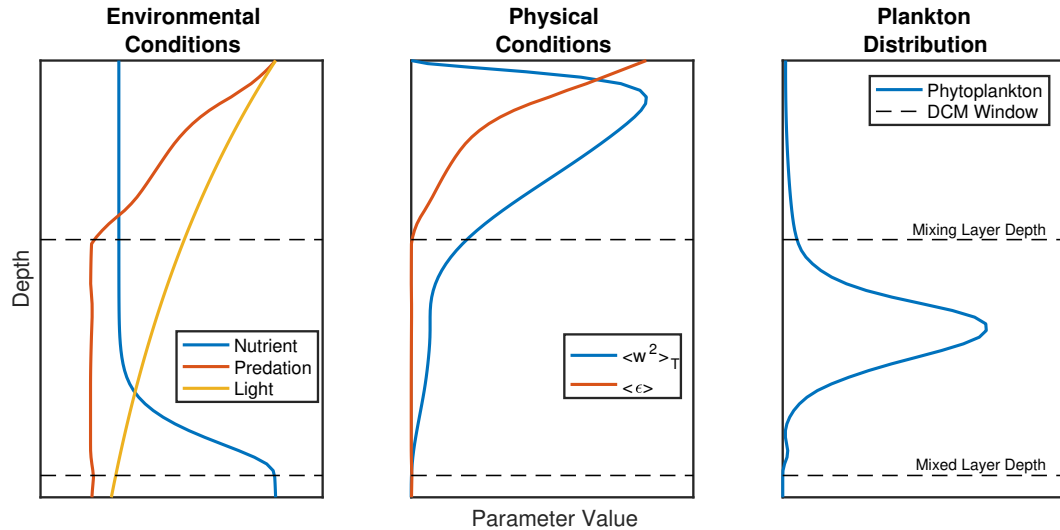 Environmental
Conditions
Physical
Conditions
Plankton
Distribution
Depth
Nutrient
Predation
Light
<w²>_T
<ϵ>
Phytoplankton
DCM Window
Mixing Layer Depth
Mixed Layer Depth
Parameter Value